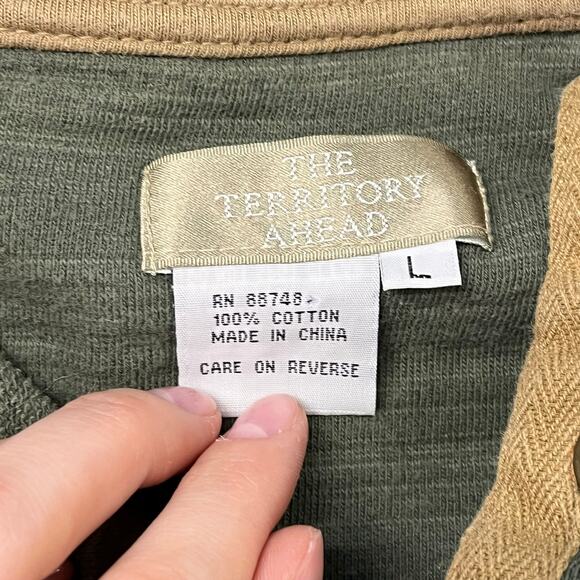 THE
TERRITORY
AHEAD
L
RN 88748
100% COTTON
MADE IN CHINA
CARE ON REVERSE